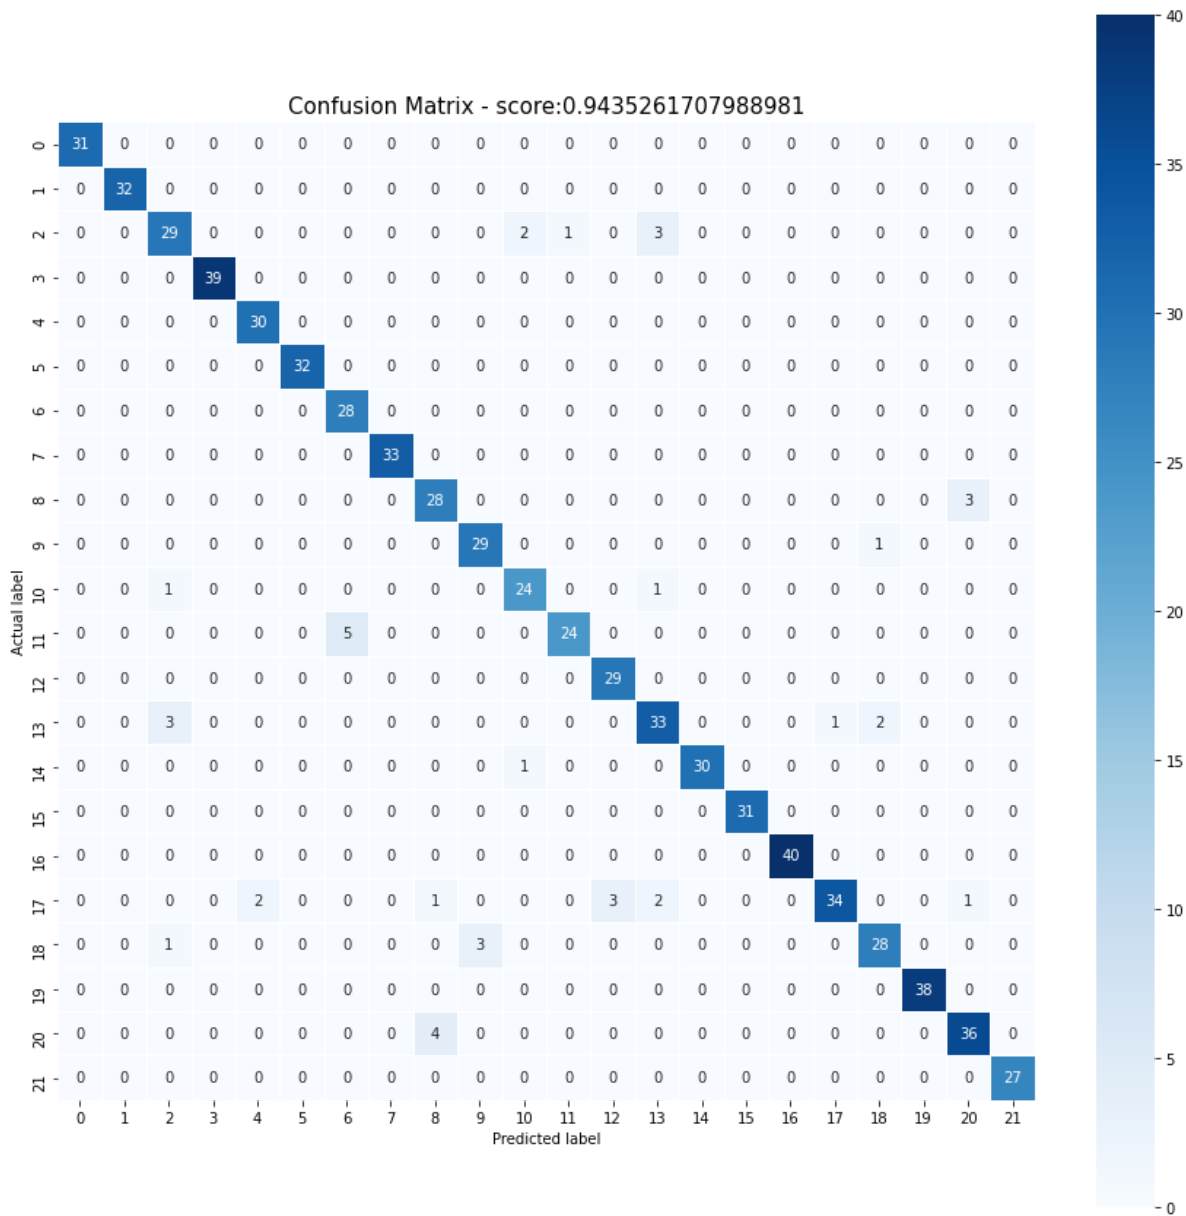 Confusion Matrix - score:0.9435261707988981
0 31 0 0 0 0 0 0 0 0 0 0 0 0 0 0 0 0 0 0 0 0 0
1 0 32 0 0 0 0 0 0 0 0 0 0 0 0 0 0 0 0 0 0 0 0
2 0 0 29 0 0 0 0 0 0 0 2 1 0 3 0 0 0 0 0 0 0 0
3 0 0 0 39 0 0 0 0 0 0 0 0 0 0 0 0 0 0 0 0 0 0
4 0 0 0 0 30 0 0 0 0 0 0 0 0 0 0 0 0 0 0 0 0 0
5 0 0 0 0 0 32 0 0 0 0 0 0 0 0 0 0 0 0 0 0 0 0
6 0 0 0 0 0 0 28 0 0 0 0 0 0 0 0 0 0 0 0 0 0 0
7 0 0 0 0 0 0 0 33 0 0 0 0 0 0 0 0 0 0 0 0 0 0
8 0 0 0 0 0 0 0 0 28 0 0 0 0 0 0 0 0 0 0 0 3 0
9 0 0 0 0 0 0 0 0 0 29 0 0 0 0 0 0 0 0 1 0 0 0
10 0 0 1 0 0 0 0 0 0 0 24 0 0 1 0 0 0 0 0 0 0 0
11 0 0 0 0 0 0 5 0 0 0 0 24 0 0 0 0 0 0 0 0 0 0
12 0 0 0 0 0 0 0 0 0 0 0 0 29 0 0 0 0 0 0 0 0 0
13 0 0 3 0 0 0 0 0 0 0 0 0 0 33 0 0 0 1 2 0 0 0
14 0 0 0 0 0 0 0 0 0 0 1 0 0 0 30 0 0 0 0 0 0 0
15 0 0 0 0 0 0 0 0 0 0 0 0 0 0 0 31 0 0 0 0 0 0
16 0 0 0 0 0 0 0 0 0 0 0 0 0 0 0 0 40 0 0 0 0 0
17 0 0 0 0 2 0 0 0 1 0 0 0 3 2 0 0 0 34 0 0 1 0
18 0 0 1 0 0 0 0 0 0 3 0 0 0 0 0 0 0 0 28 0 0 0
19 0 0 0 0 0 0 0 0 0 0 0 0 0 0 0 0 0 0 0 38 0 0
20 0 0 0 0 0 0 0 0 4 0 0 0 0 0 0 0 0 0 0 0 36 0
21 0 0 0 0 0 0 0 0 0 0 0 0 0 0 0 0 0 0 0 0 0 27
0 1 2 3 4 5 6 7 8 9 10 11 12 13 14 15 16 17 18 19 20 21
Predicted label
Actual label
40
35
30
25
20
15
10
5
0